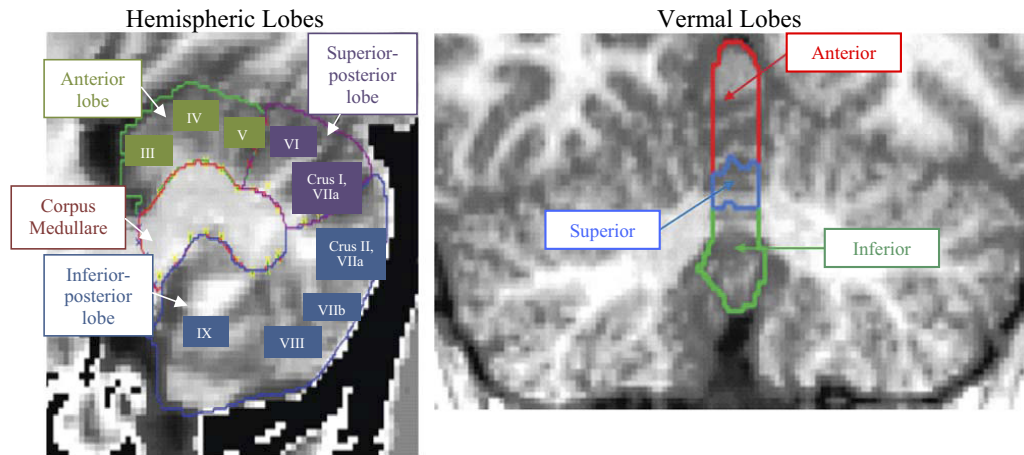 Hemispheric Lobes
Anterior
lobe
Superior-
posterior
lobe
IV
V
VI
III
Crus I,
VIIa
Corpus
Medullare
Crus II,
VIIa
Inferior-
posterior
lobe
VIIb
IX
VIII
Vermal Lobes
Anterior
Superior
Inferior